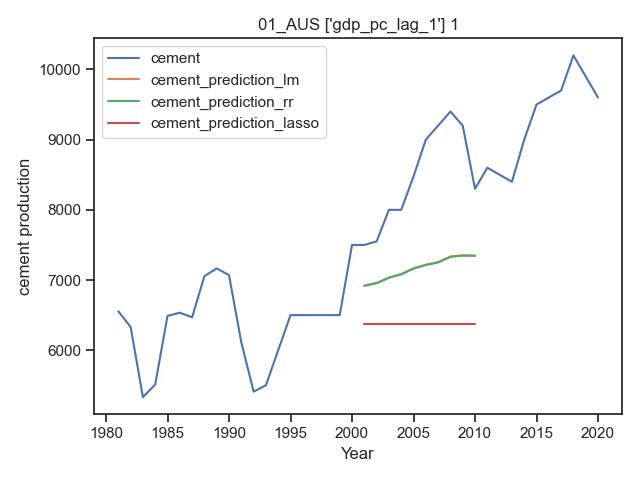 01_AUS ['gdp_pc_lag_1'] 1
cement
cement_prediction_lm
cement_prediction_rr
cement_prediction_lasso
cement production
10000
9000
8000
7000
6000
1980 1985 1990 1995 2000 2005 2010 2015 2020
Year